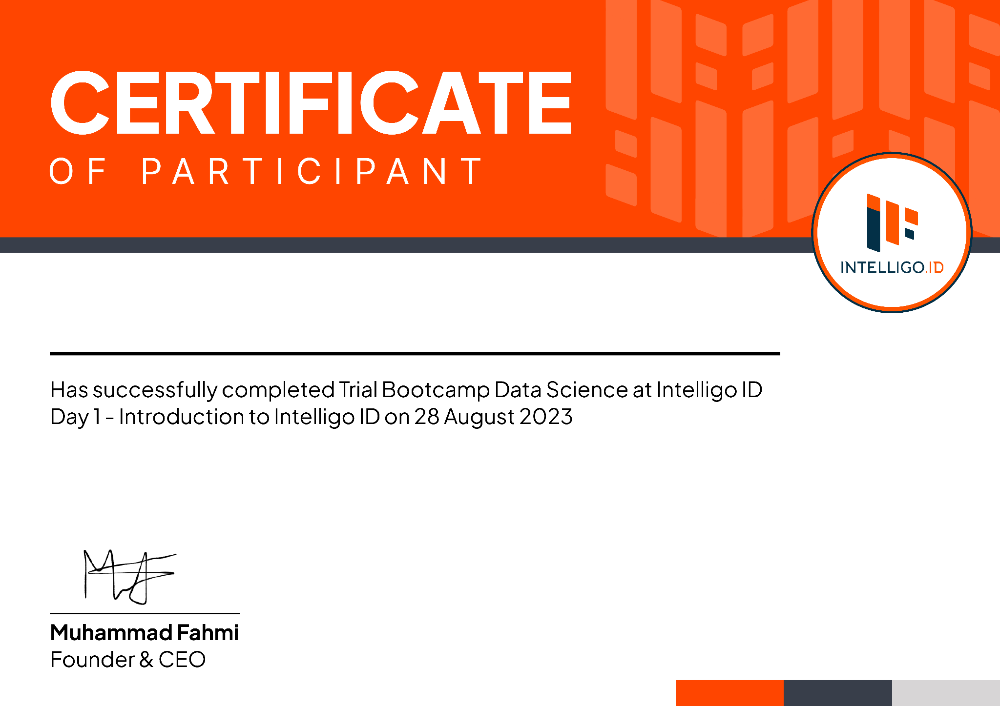 CERTIFICATE
OF PARTICIPANT
INTELLIGO.ID
Has successfully completed Trial Bootcamp Data Science at Intelligo ID
Day 1 - Introduction to Intelligo ID on 28 August 2023
Muhammad Fahmi
Founder & CEO